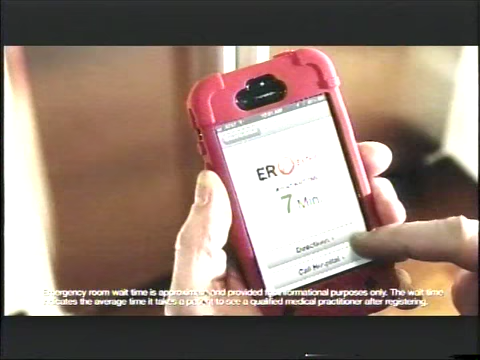 AT&T
ER
7 Min.
Directions
Call Hospital
Emergency room wait time is approximate and provided for informational purposes only. The wait time
indicates the average time it takes a patient to see a qualified medical practitioner after registering.